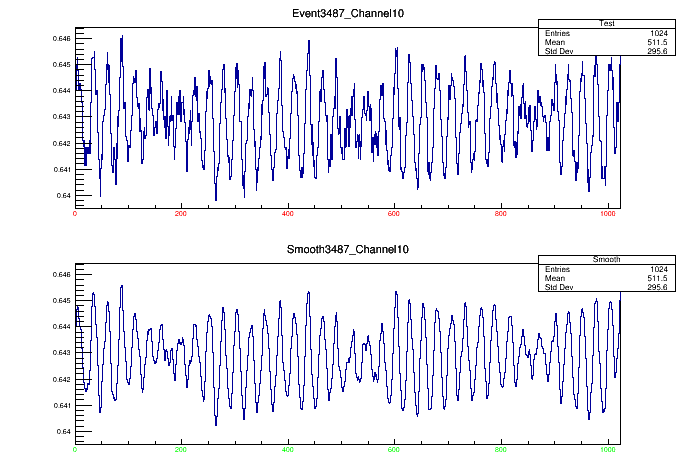 Event3487_Channel10
Test
Entries 1024
Mean 511.5
Std Dev 295.6
0.646
0.645
0.644
0.643
0.642
0.641
0.64
0 200 400 600 800 1000
Smooth3487_Channel10
Smooth
Entries 1024
Mean 511.5
Std Dev 295.6
0.646
0.645
0.644
0.643
0.642
0.641
0.64
0 200 400 600 800 1000